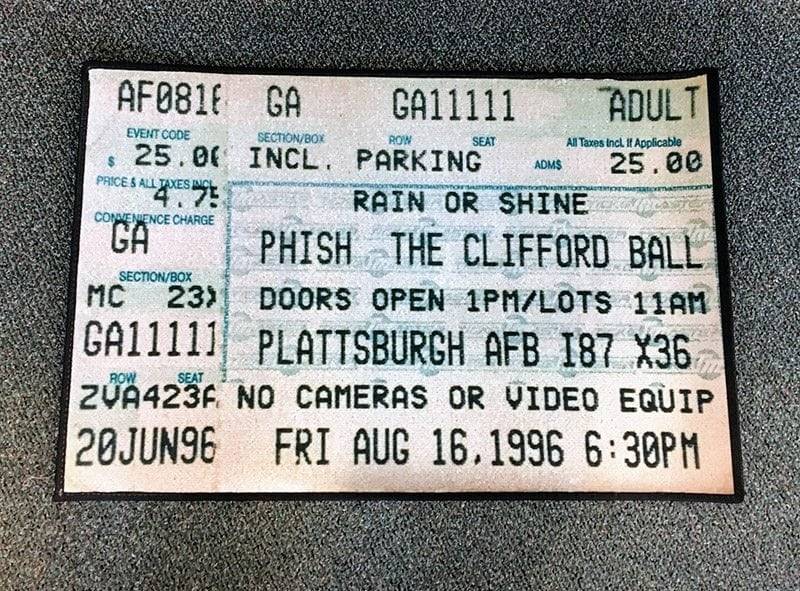 AF081 GA GA11111 ADULT
EVENT CODE SECTION/BOX ROW SEAT All Taxes Incl. If Applicable
$ 25.00 INCL. PARKING ADMS 25.00
PRICE & ALL TAXES INCL
4.75 RAIN OR SHINE
CONVENIENCE CHARGE
GA PHISH THE CLIFFORD BALL
SECTION/BOX
MC 23 DOORS OPEN 1PM/LOTS 11AM
GA11111 PLATTSBURGH AFB I87 X36
ROW SEAT
ZVA423 NO CAMERAS OR VIDEO EQUIP
20JUN96 FRI AUG 16,1996 6:30PM